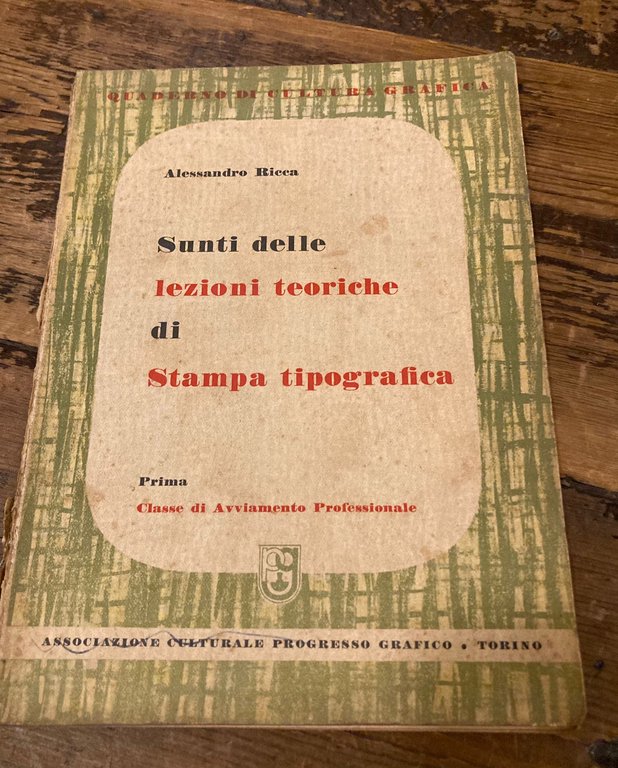 QUADERNO DI CULTURA GRAFICA
Alessandro Ricca
Sunti delle
lezioni teoriche
di
Stampa tipografica
Prima
Classe di Avviamento Professionale
ASSOCIAZIONE CULTURALE PROGRESSO GRAFICO • TORINO